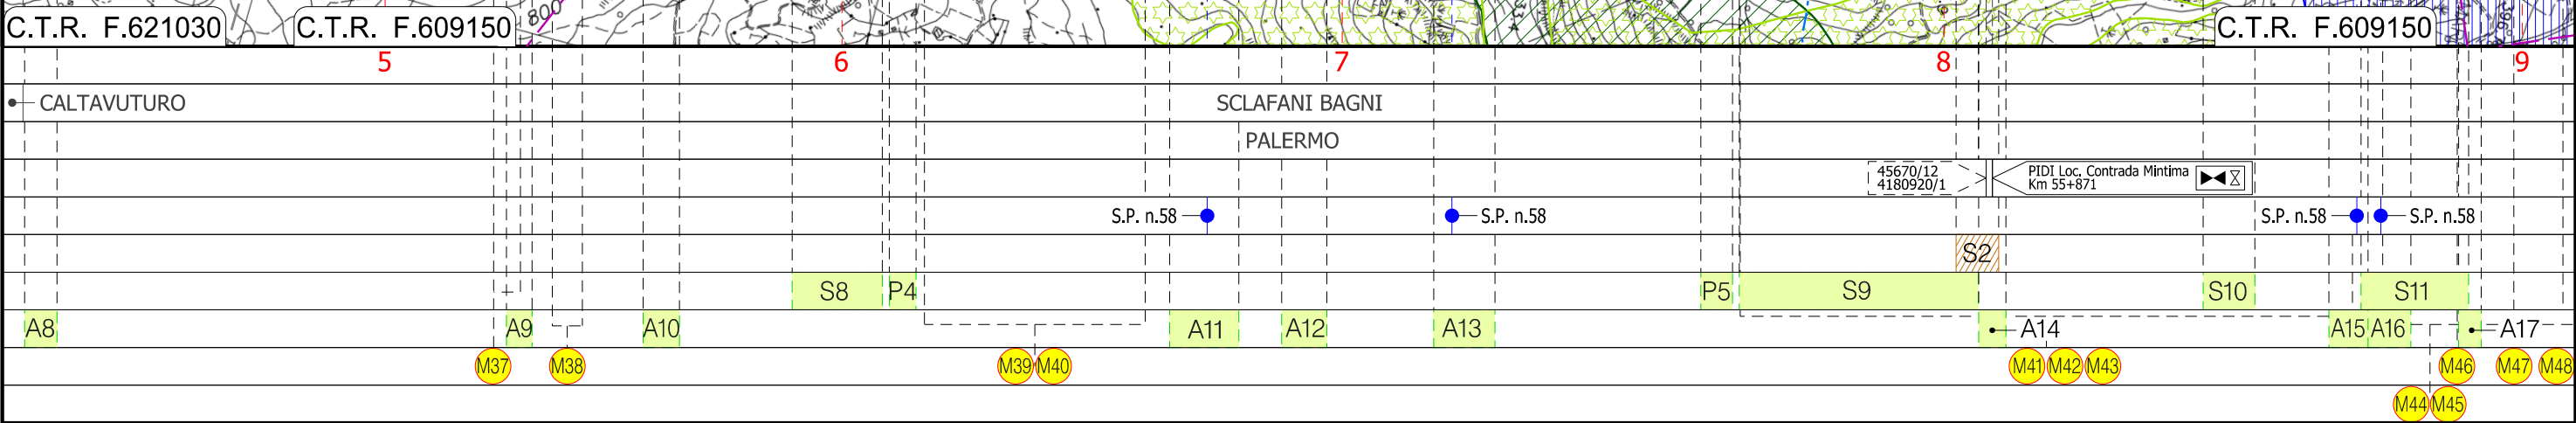 800
334
C.T.R. F.621030
C.T.R. F.609150
C.T.R. F.609150
5 6 7 8 9
CALTAVUTURO
SCLAFANI BAGNI
PALERMO
45670/12
4180920/1
PIDI Loc. Contrada Mintima
Km 55+871
S.P. n.58 S.P. n.58 S.P. n.58 S.P. n.58
S2
S8 P4 P5 S9 S10 S11
A8 A9 A10 A11 A12 A13 A14 A15 A16 A17
M37 M38 M39 M40 M41 M42 M43 M46 M47 M48
M44 M45